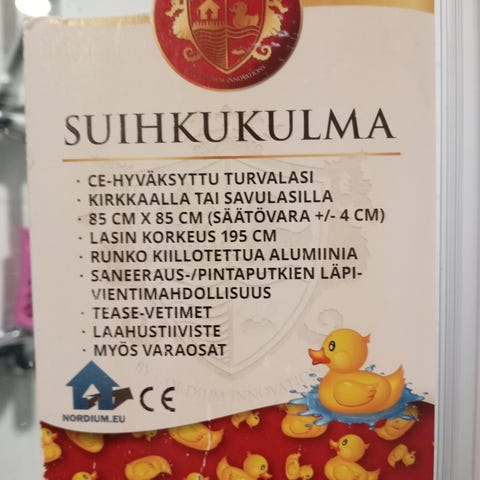 SUIHKUKULMA
· CE-HYVÄKSYTTU TURVALASI
· KIRKKAALLA TAI SAVULASILLA
· 85 CM X 85 CM (SÄÄTÖVARA +/- 4 CM)
· LASIN KORKEUS 195 CM
· RUNKO KIILLOTETTUA ALUMIINIA
· SANEERAUS-/PINTAPUTKIEN LÄPI-
VIENTIMAHDOLLISUUS
· TEASE-VETIMET
· LAAHUSTIIVISTE
· MYÖS VARAOSAT
NORDIUM.EU
CE